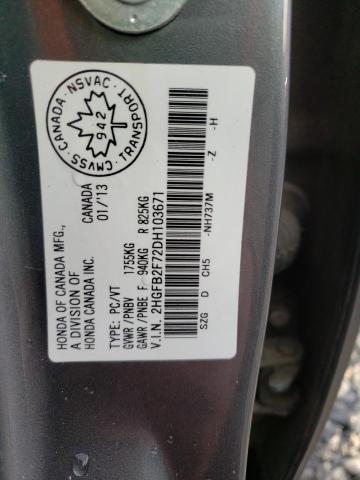 HONDA OF CANADA MFG.,
A DIVISION OF
HONDA CANADA INC.
CANADA
01/13
CMVSS · CANADA · NSVAC
942
TRANSPORT
TYPE: PC/VT
GVWR /PNBV 1755KG
GAWR /PNBE F 940KG R 825KG
V.I.N. 2HGFB2F72DH103671
SZG D CH5 -NH737M -Z -H